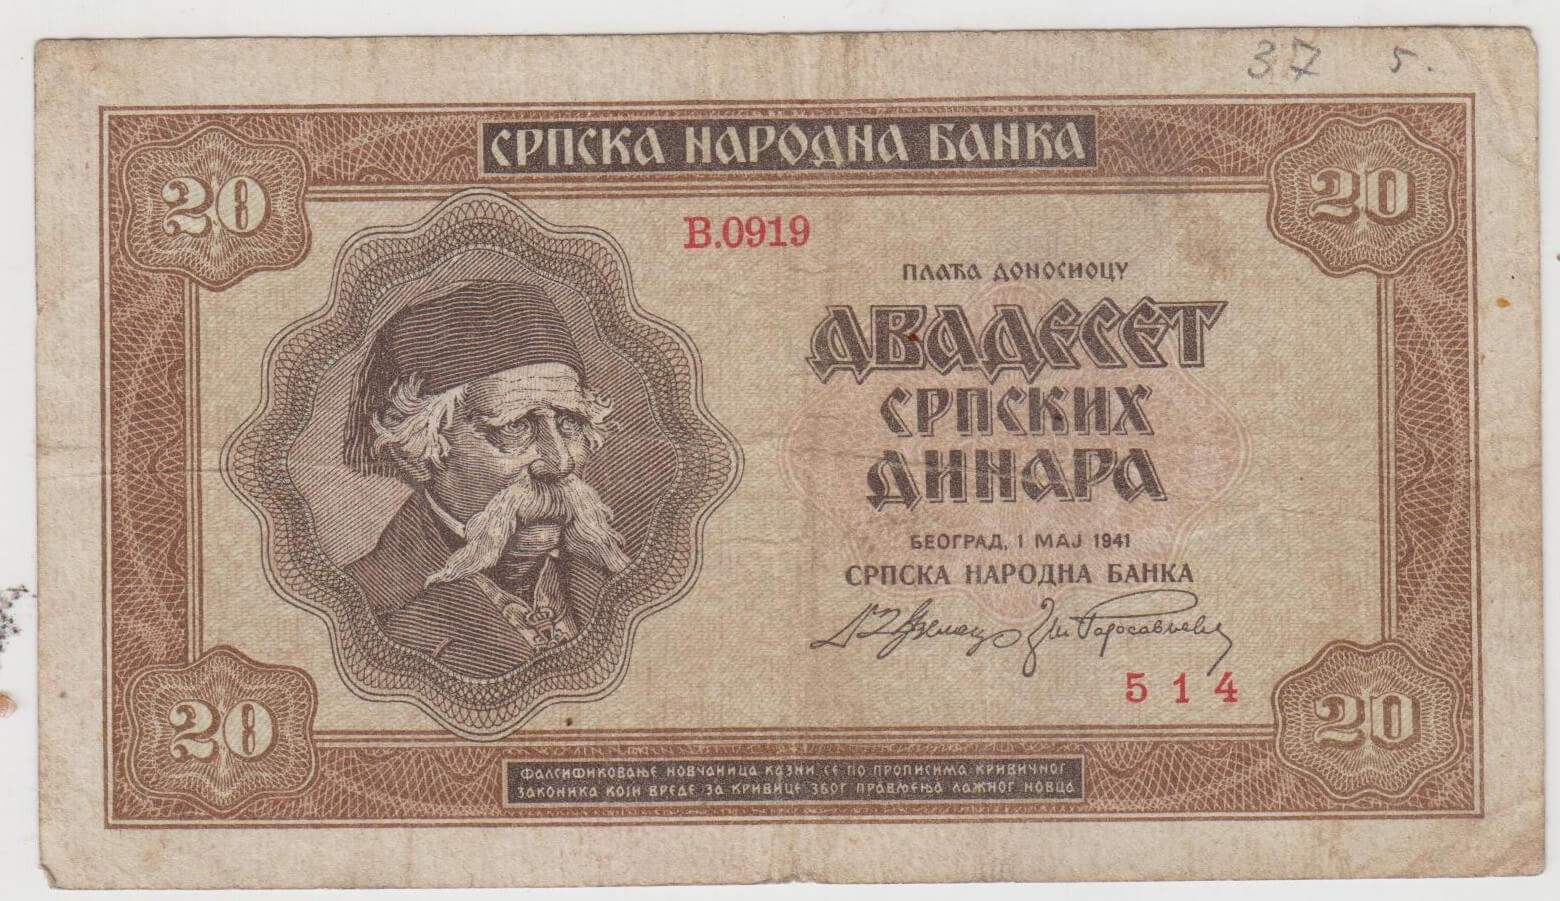 37 5.
СРПСКА НАРОДНА БАНКА
20 20
B.0919
ПЛАЋА ДОНОСИОЦУ
ДВАДЕСЕТ
СРПСКИХ
ДИНАРА
БЕОГРАД, 1 МАЈ 1941
СРПСКА НАРОДНА БАНКА
514
20 20
ФАЛСИФИКОВАЊЕ НОВЧАНИЦА КАЗНИ СЕ ПО ПРОПИСИМА КРИВИЧНОГ
ЗАКОНИКА КОЈИ ВРЕДЕ ЗА КРИВИЦЕ ЗБОГ ПРАВЉЕЊА ЛАЖНОГ НОВЦА